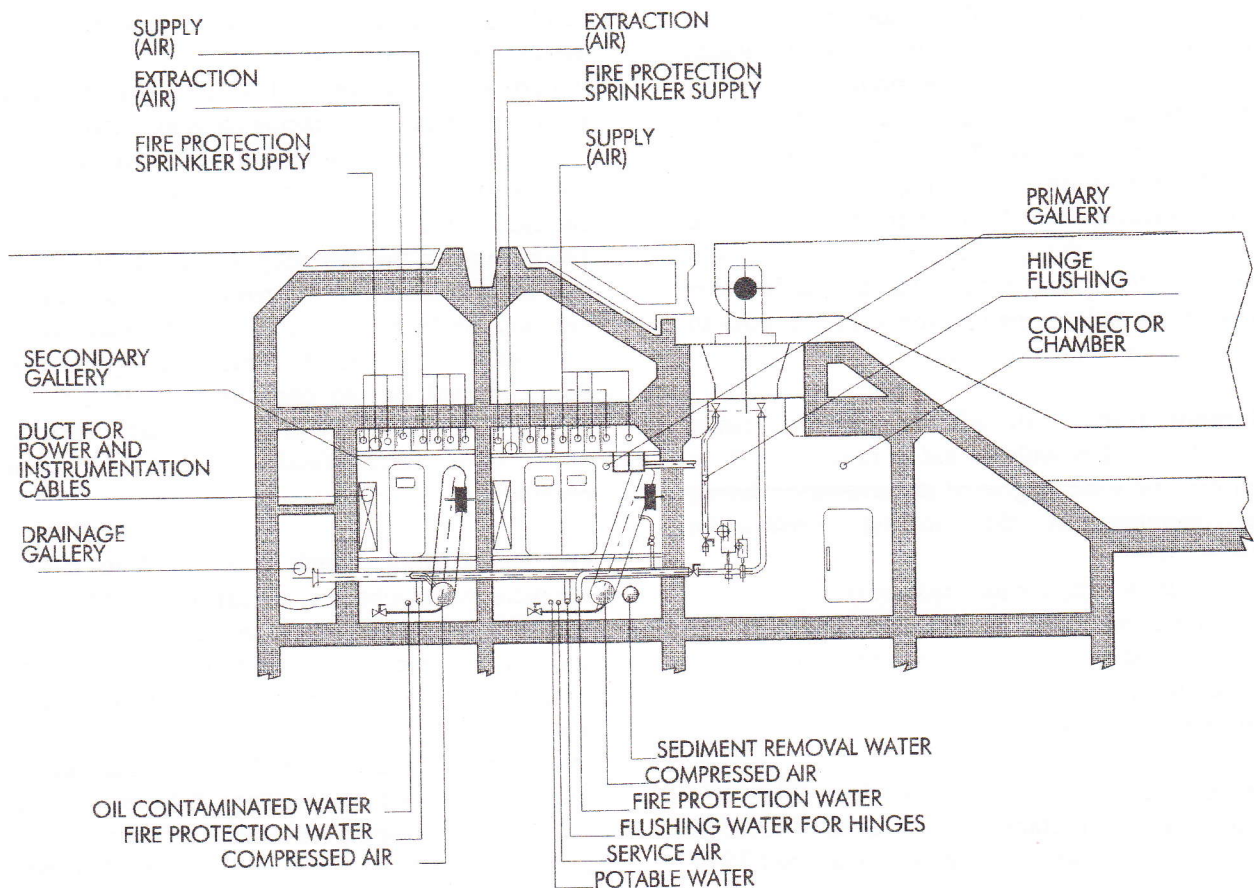 SUPPLY
(AIR)
EXTRACTION
(AIR)
FIRE PROTECTION
SPRINKLER SUPPLY
EXTRACTION
(AIR)
FIRE PROTECTION
SPRINKLER SUPPLY
SUPPLY
(AIR)
PRIMARY
GALLERY
HINGE
FLUSHING
CONNECTOR
CHAMBER
SECONDARY
GALLERY
DUCT FOR
POWER AND
INSTRUMENTATION
CABLES
DRAINAGE
GALLERY
OIL CONTAMINATED WATER
FIRE PROTECTION WATER
COMPRESSED AIR
SEDIMENT REMOVAL WATER
COMPRESSED AIR
FIRE PROTECTION WATER
FLUSHING WATER FOR HINGES
SERVICE AIR
POTABLE WATER